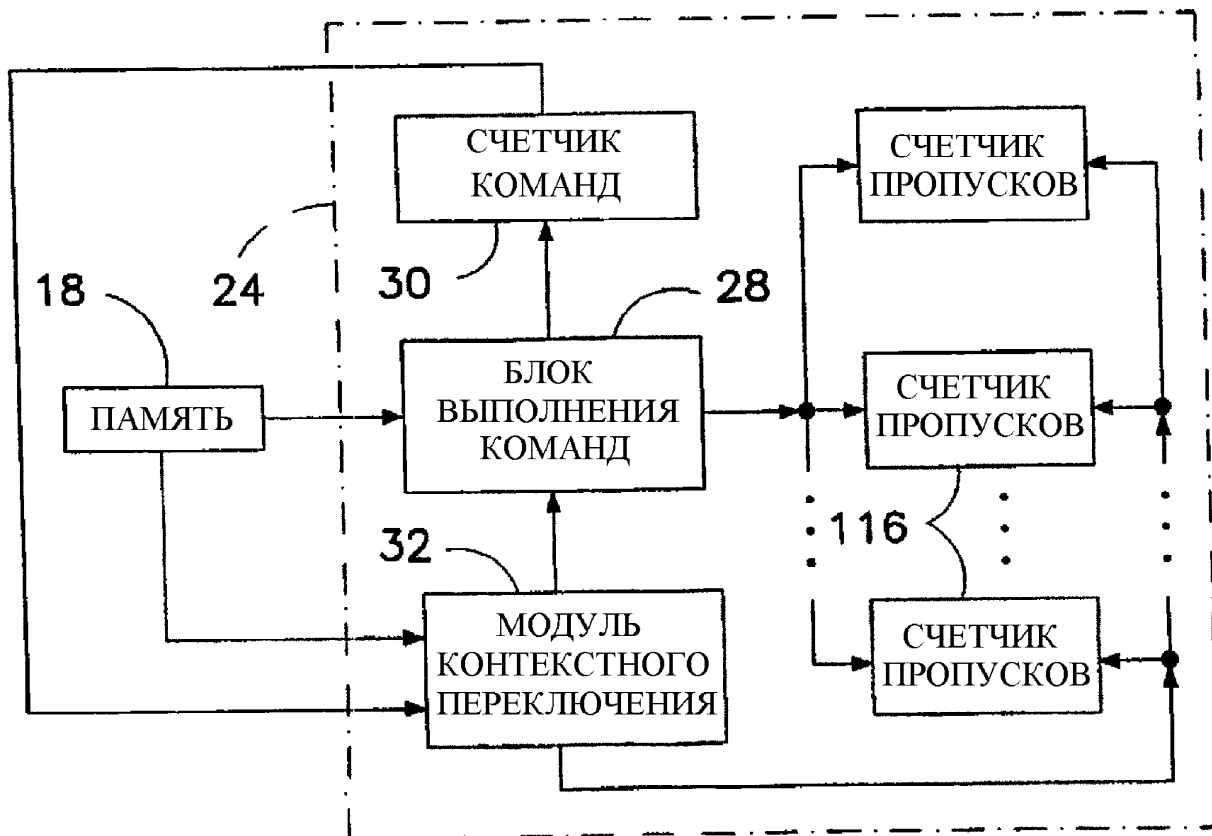 СЧЕТЧИК
КОМАНД
СЧЕТЧИК
ПРОПУСКОВ
24
30
18
28
ПАМЯТЬ
БЛОК
ВЫПОЛНЕНИЯ
КОМАНД
СЧЕТЧИК
ПРОПУСКОВ
32
116
МОДУЛЬ
КОНТЕКСТНОГО
ПЕРЕКЛЮЧЕНИЯ
СЧЕТЧИК
ПРОПУСКОВ